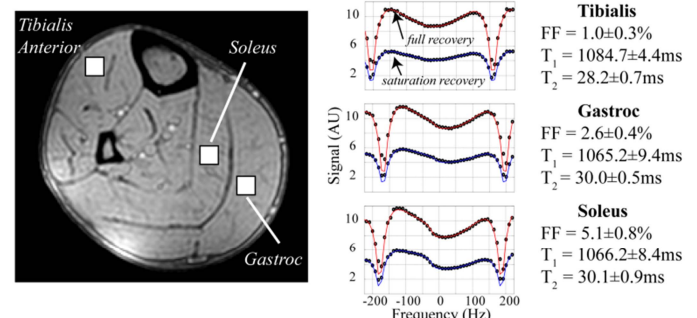 Tibialis
Anterior
Soleus
Gastroc
Signal (AU)
10
6
2
full recovery
saturation recovery
10
6
2
10
6
2
-200
-100
0
100
200
Frequency (Hz)
Tibialis
FF = 1.0±0.3%
T1 = 1084.7±4.4ms
T2 = 28.2±0.7ms
Gastroc
FF = 2.6±0.4%
T1 = 1065.2±9.4ms
T2 = 30.0±0.5ms
Soleus
FF = 5.1±0.8%
T1 = 1066.2±8.4ms
T2 = 30.1±0.9ms